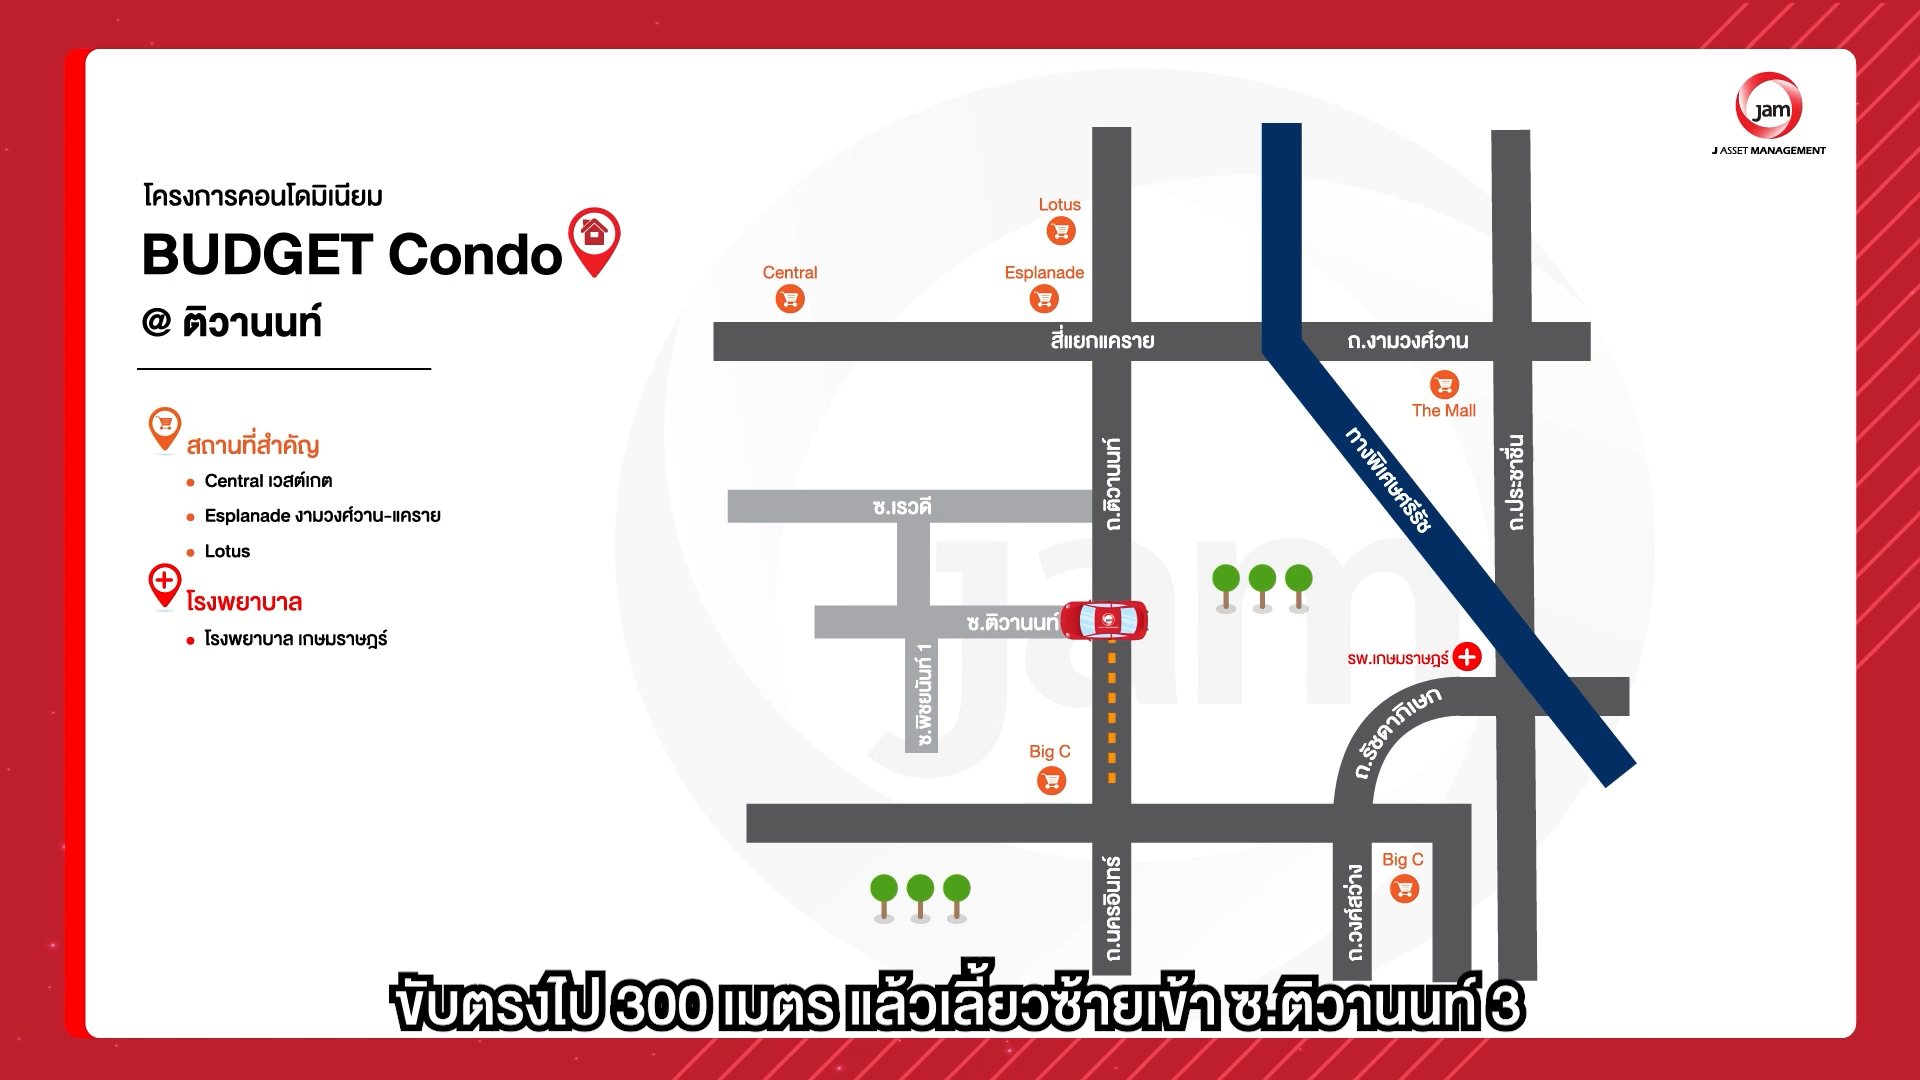 jam
J ASSET MANAGEMENT
โครงการคอนโดมิเนียม
BUDGET Condo
@ ติวานนท์
สถานที่สำคัญ
Central เวสต์เกต
Esplanade งามวงศ์วาน-แคราย
Lotus
โรงพยาบาล
โรงพยาบาล เกษมราษฎร์
Lotus
Central
Esplanade
สี่แยกแคราย
ถ.งามวงศ์วาน
The Mall
ถ.ติวานนท์
ทางพิเศษศรีรัช
ถ.ประชาชื่น
ซ.เรวดี
ซ.ติวานนท์
ซ.พิชยนันท์ 1
รพ.เกษมราษฎร์
ถ.รัชดาภิเษก
Big C
Big C
ถ.นครอินทร์
ถ.วงศ์สว่าง
ขับตรงไป 300 เมตร แล้วเลี้ยวซ้ายเข้า ซ.ติวานนท์ 3